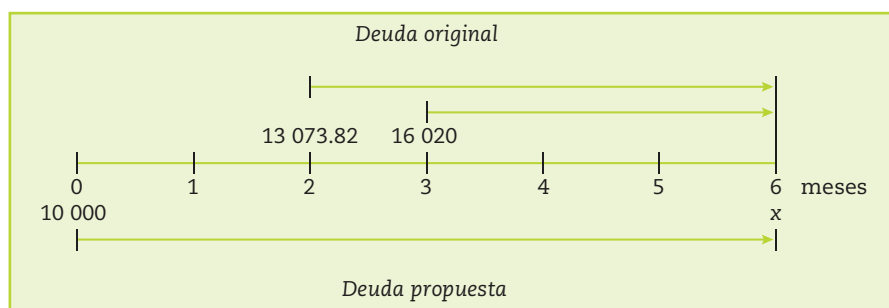 Deuda original
13 073.82 16 020
0 1 2 3 4 5 6 meses
10 000 x
Deuda propuesta